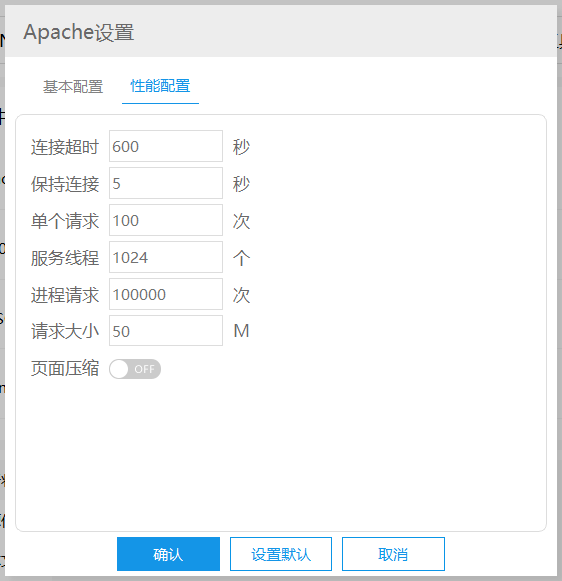 Apache设置
基本配置 性能配置
连接超时 600 秒
保持连接 5 秒
单个请求 100 次
服务线程 1024 个
进程请求 100000 次
请求大小 50 M
页面压缩 OFF
确认 设置默认 取消